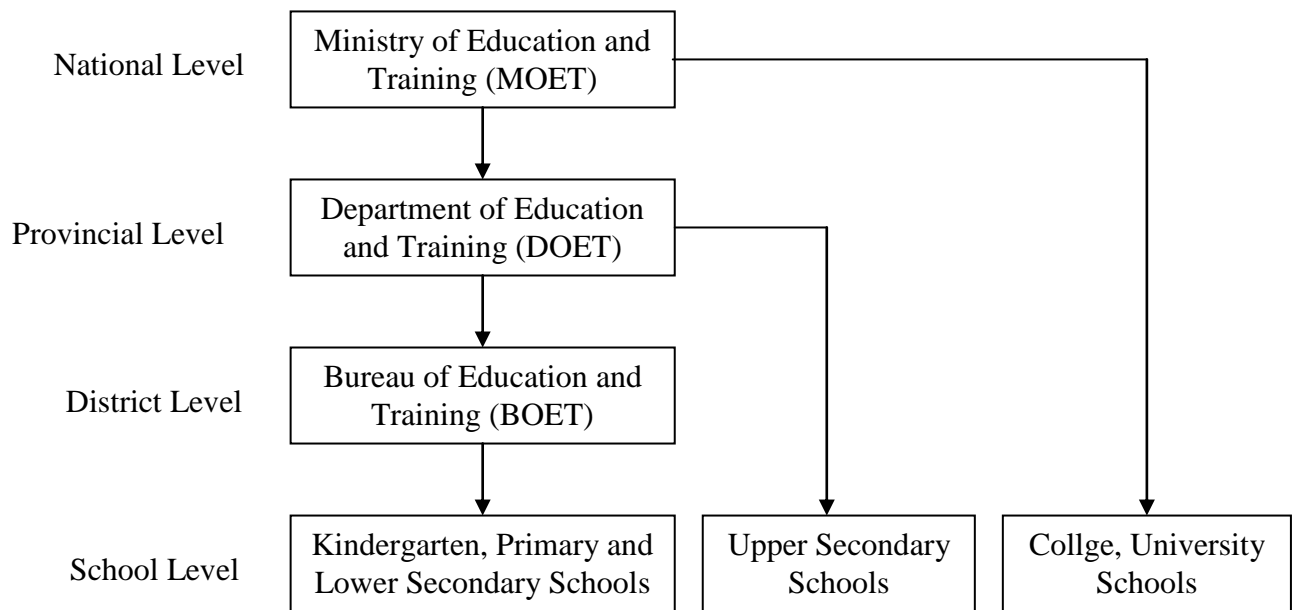 National Level
Ministry of Education and
Training (MOET)
Provincial Level
Department of Education
and Training (DOET)
District Level
Bureau of Education and
Training (BOET)
School Level
Kindergarten, Primary and
Lower Secondary Schools
Upper Secondary
Schools
Collge, University
Schools